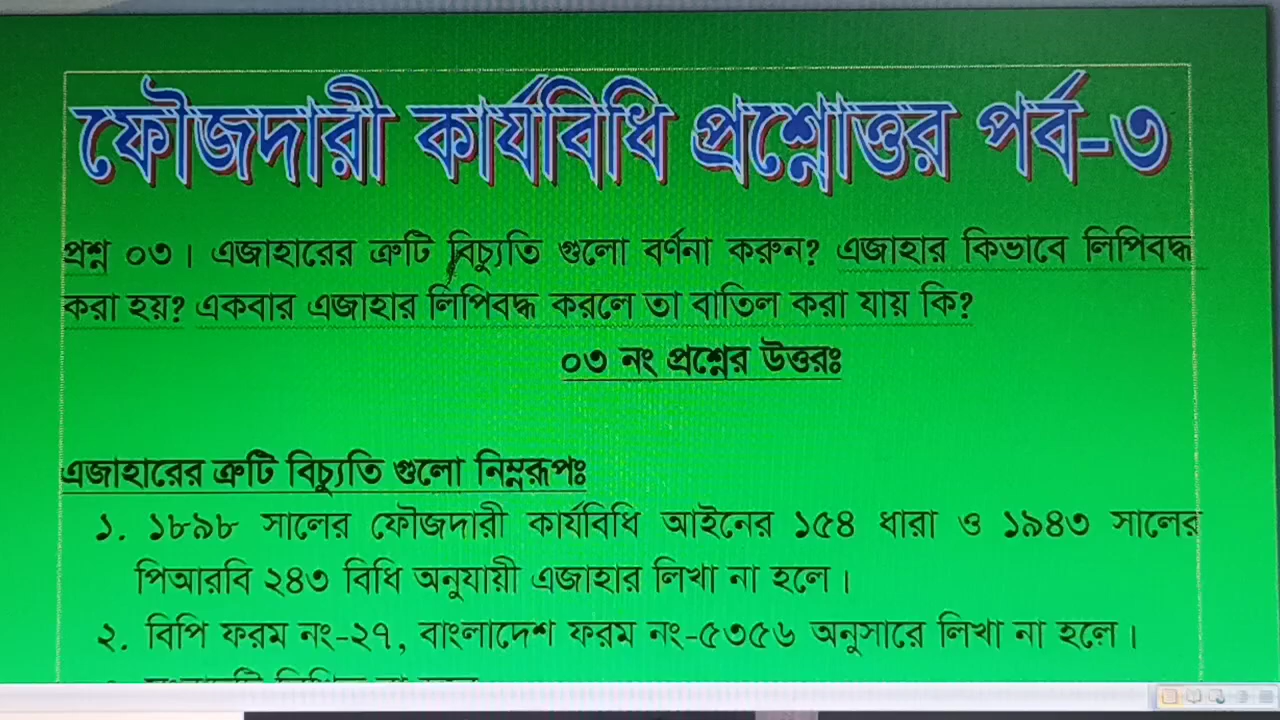 ফৌজদারী কার্যবিধি প্রশ্নোত্তর পর্ব-৩
প্রশ্ন ০৩। এজাহারের ত্রুটি বিচ্যুতি গুলো বর্ণনা করুন? এজাহার কিভাবে লিপিবদ্ধ
করা হয়? একবার এজাহার লিপিবদ্ধ করলে তা বাতিল করা যায় কি?
০৩ নং প্রশ্নের উত্তরঃ
এজাহারের ত্রুটি বিচ্যুতি গুলো নিম্নরূপঃ
১. ১৮৯৮ সালের ফৌজদারী কার্যবিধি আইনের ১৫৪ ধারা ও ১৯৪৩ সালের
পিআরবি ২৪৩ বিধি অনুযায়ী এজাহার লিখা না হলে।
২. বিপি ফরম নং-২৭, বাংলাদেশ ফরম নং-৫৩৫৬ অনুসারে লিখা না হলে।